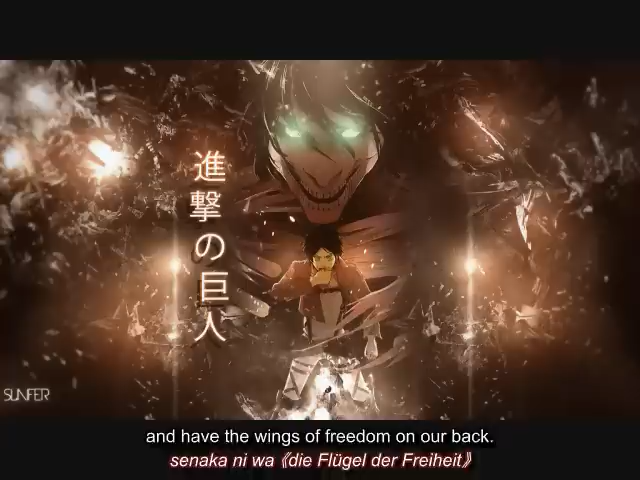 進撃の巨人
SUNFER
and have the wings of freedom on our back.
senaka ni wa《die Flügel der Freiheit》